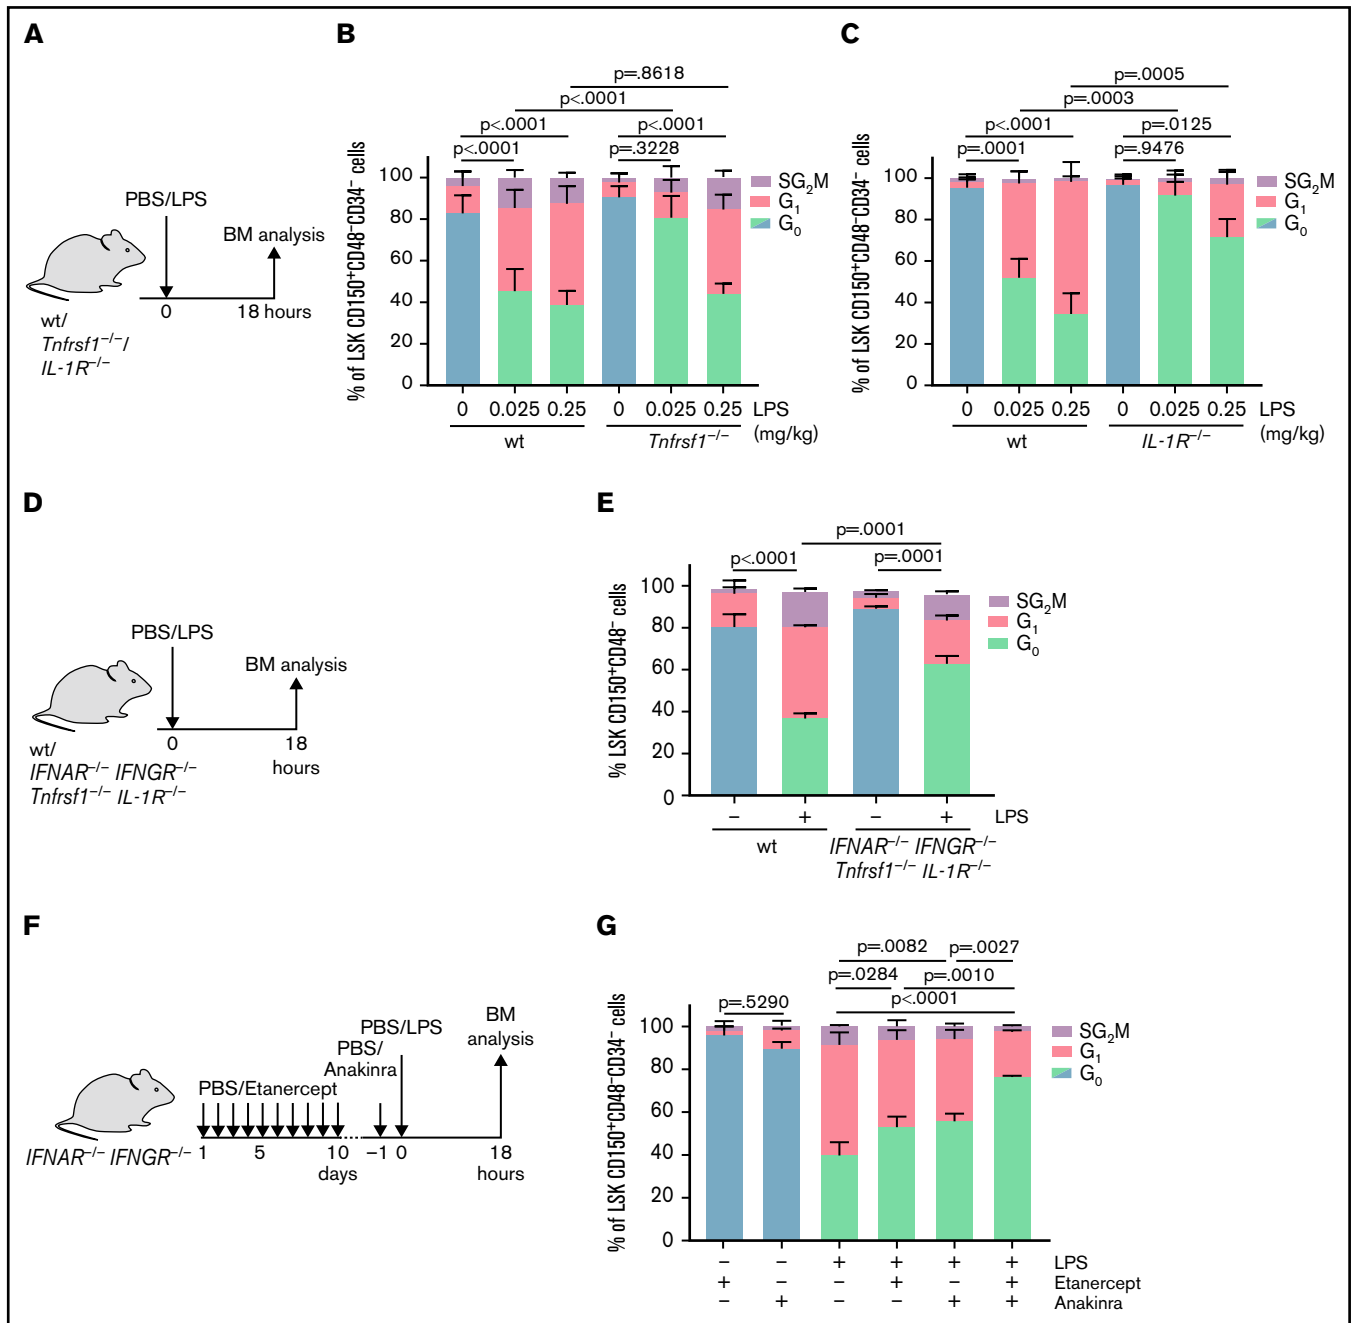 A
PBS/LPS
BM analysis
0
18 hours
wt/
Tnfrsf1⁻/⁻/
IL-1R⁻/⁻
B
p=.8618
p<.0001
p<.0001 p<.0001
p<.0001 p=.3228
% of LSK CD150⁺CD48⁻CD34⁻ cells
100
80
60
40
20
0
SG₂M
G₁
G₀
0 0.025 0.25 0 0.025 0.25 LPS
(mg/kg)
wt Tnfrsf1⁻/⁻
C
p=.0005
p=.0003
p<.0001 p=.0125
p=.0001 p=.9476
% of LSK CD150⁺CD48⁻CD34⁻ cells
100
80
60
40
20
0
SG₂M
G₁
G₀
0 0.025 0.25 0 0.025 0.25 LPS
(mg/kg)
wt IL-1R⁻/⁻
D
PBS/LPS
BM analysis
0 18
hours
wt/
IFNAR⁻/⁻ IFNGR⁻/⁻
Tnfrsf1⁻/⁻ IL-1R⁻/⁻
E
p=.0001
p<.0001 p=.0001
% LSK CD150⁺CD48⁻ cells
100
80
60
40
20
0
SG₂M
G₁
G₀
− + − + LPS
wt
IFNAR⁻/⁻ IFNGR⁻/⁻
Tnfrsf1⁻/⁻ IL-1R⁻/⁻
F
BM
analysis
PBS/LPS
PBS/
Anakinra
PBS/Etanercept
IFNAR⁻/⁻ IFNGR⁻/⁻
1 5 10 −1 0 18
days hours
G
p=.0082 p=.0027
p=.0284 p=.0010
p=.5290 p<.0001
% of LSK CD150⁺CD48⁻CD34⁻ cells
100
80
60
40
20
0
SG₂M
G₁
G₀
− − + + + + LPS
+ − − + − + Etanercept
− + − − + + Anakinra